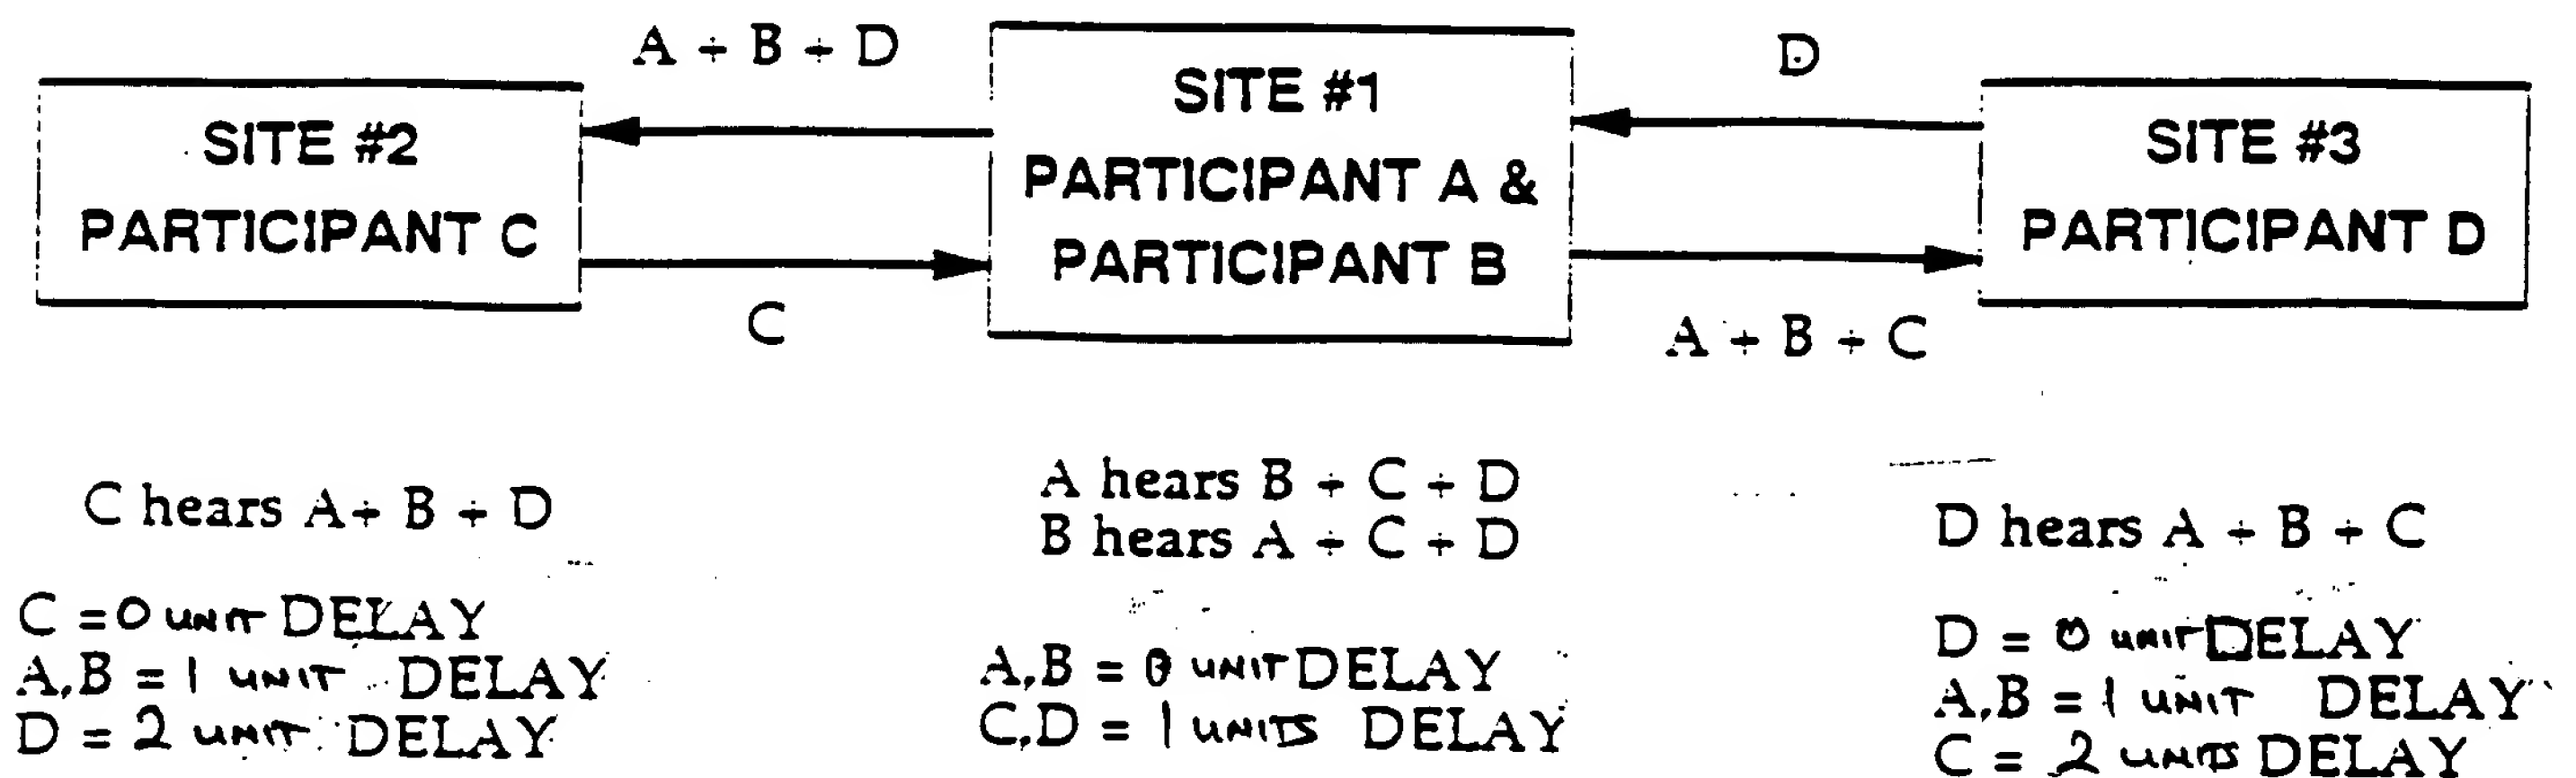 A + B + D
D
SITE #2
PARTICIPANT C
SITE #1
PARTICIPANT A &
PARTICIPANT B
SITE #3
PARTICIPANT D
C
A + B + C
C hears A + B + D
A hears B + C + D
B hears A + C + D
D hears A + B + C
C = 0 UNIT DELAY
A,B = 1 UNIT DELAY
D = 2 UNIT DELAY
A,B = 0 UNIT DELAY
C,D = 1 UNITS DELAY
D = 0 UNIT DELAY
A,B = 1 UNIT DELAY
C = 2 UNITS DELAY